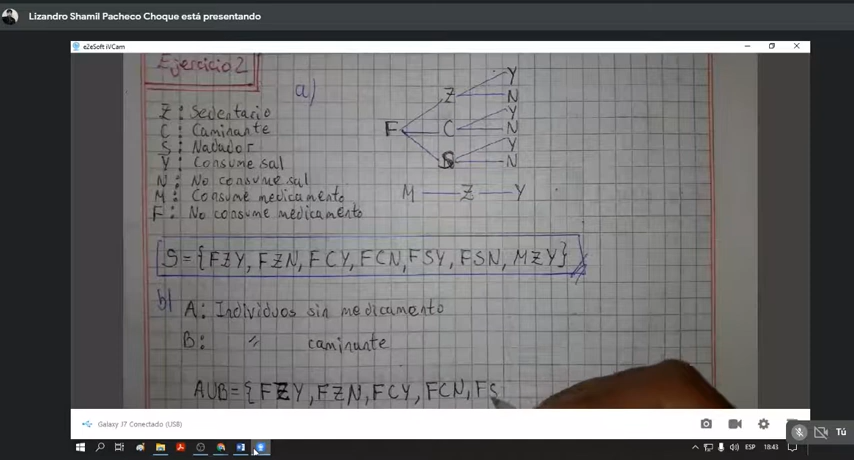 Lizandro Shamil Pacheco Choque está presentando
e2eSoft iVCam
Ejercicio 2
a)
Z : Sedentario
C : Caminante
S : Nadador
Y : Consume sal
N : No consume sal
M : Consume medicamento
F : No consume medicamento
F
Z
C
S
Y
N
Y
N
Y
N
M — Z — Y
S = {FZY, FZN, FCY, FCN, FSY, FSN, MZY}
b) A: Individuos sin medicamento
B: " caminante
AUB = {FZY, FZN, FCY, FCN, FS
Galaxy J7 Conectado (USB)
Tú
ESP 18:43